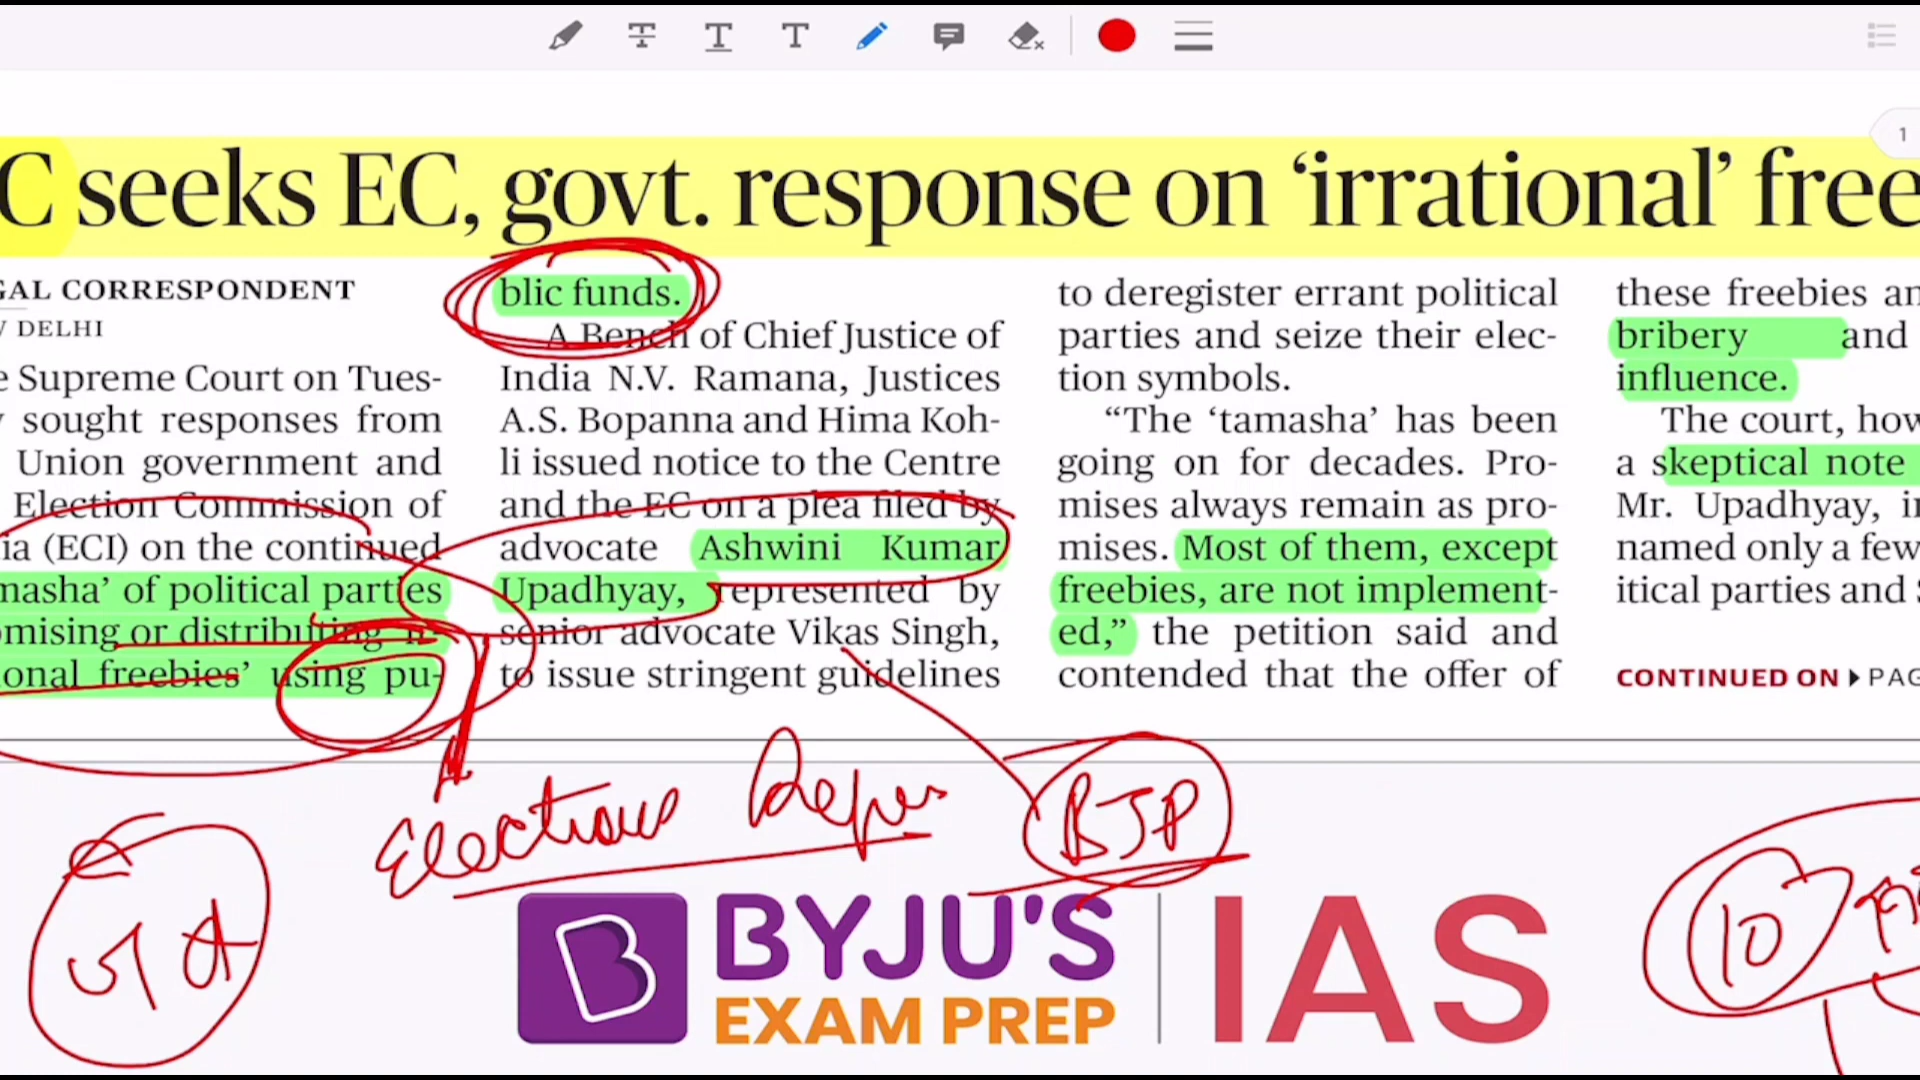 1
C seeks EC, govt. response on ‘irrational’ free
GAL CORRESPONDENT
DELHI
e Supreme Court on Tues-
y sought responses from
Union government and
Election Commission of
ia (ECI) on the continued
masha’ of political parties
omising or distributing ir-
onal freebies’ using pu-
blic funds.
A Bench of Chief Justice of
India N.V. Ramana, Justices
A.S. Bopanna and Hima Koh-
li issued notice to the Centre
and the EC on a plea filed by
advocate Ashwini Kumar
Upadhyay, represented by
senior advocate Vikas Singh,
to issue stringent guidelines
to deregister errant political
parties and seize their elec-
tion symbols.
“The ‘tamasha’ has been
going on for decades. Pro-
mises always remain as pro-
mises. Most of them, except
freebies, are not implement-
ed,” the petition said and
contended that the offer of
these freebies an
bribery and
influence.
The court, how
a skeptical note
Mr. Upadhyay, i
named only a few
itical parties and S
CONTINUED ON PAG
Elections
BJP
10
BYJU'S
EXAM PREP
IAS